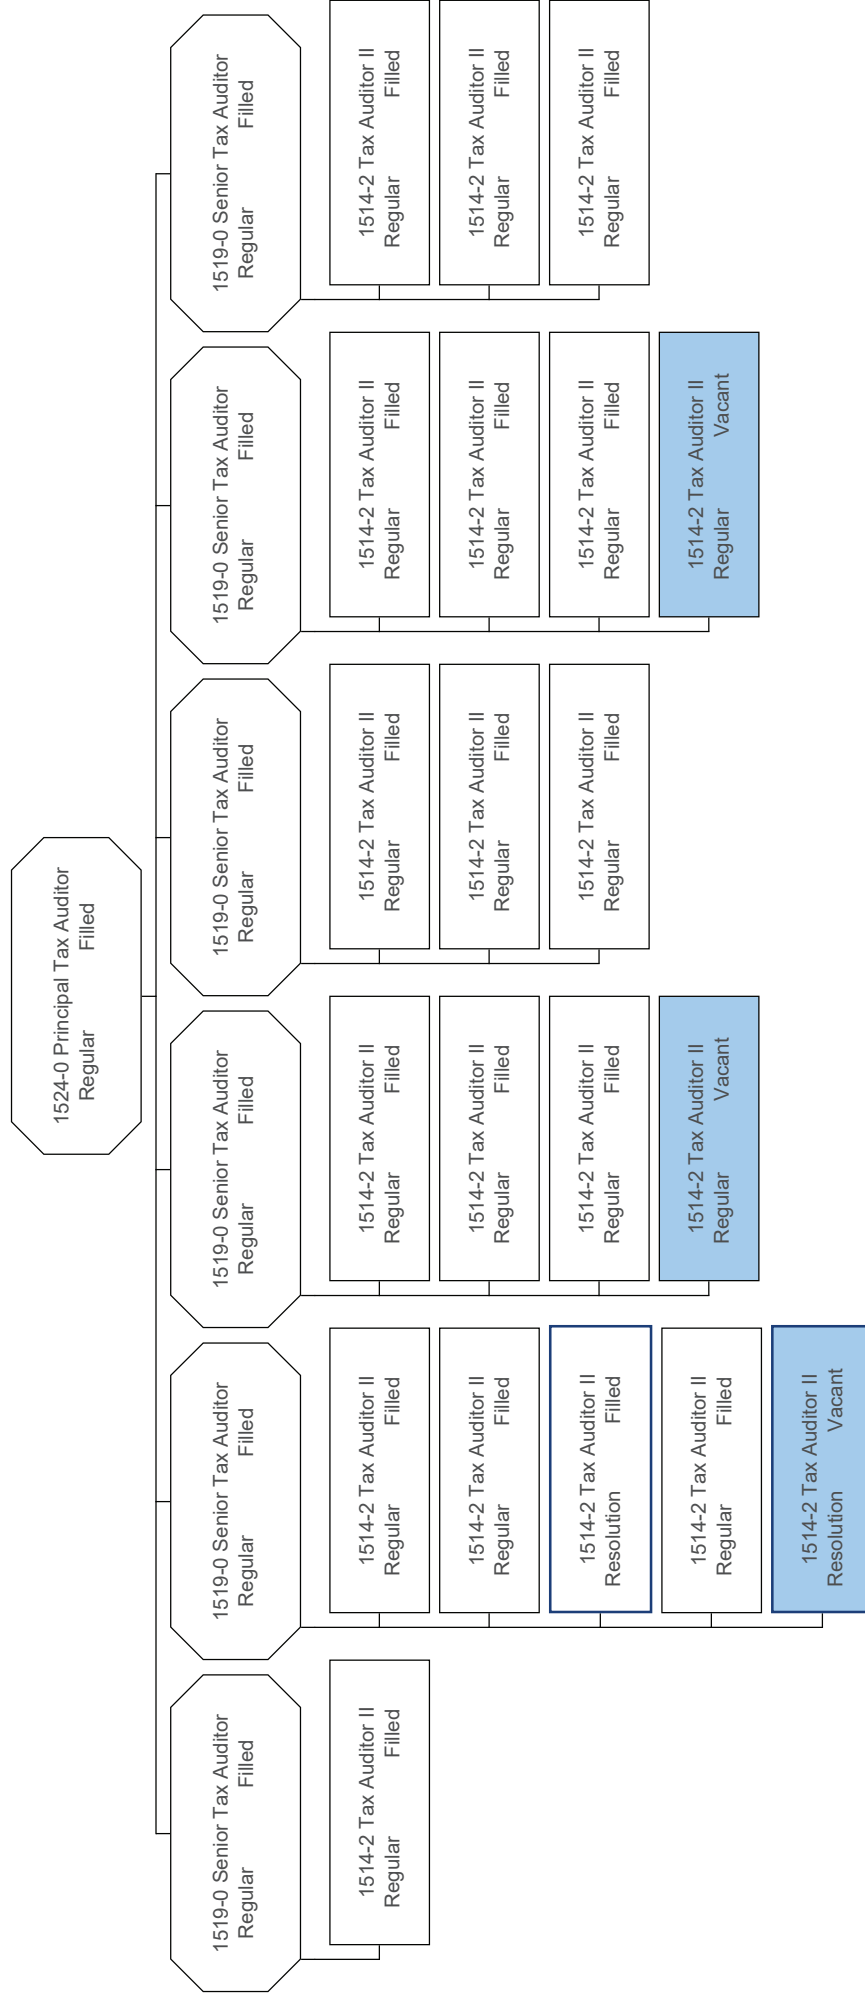 1524-0 Principal Tax Auditor
Regular Filled
1519-0 Senior Tax Auditor
Regular Filled
1514-2 Tax Auditor II
Regular Filled
1519-0 Senior Tax Auditor
Regular Filled
1514-2 Tax Auditor II
Regular Filled
1514-2 Tax Auditor II
Regular Filled
1514-2 Tax Auditor II
Resolution Filled
1514-2 Tax Auditor II
Regular Filled
1514-2 Tax Auditor II
Resolution Vacant
1519-0 Senior Tax Auditor
Regular Filled
1514-2 Tax Auditor II
Regular Filled
1514-2 Tax Auditor II
Regular Filled
1514-2 Tax Auditor II
Regular Filled
1514-2 Tax Auditor II
Regular Vacant
1519-0 Senior Tax Auditor
Regular Filled
1514-2 Tax Auditor II
Regular Filled
1514-2 Tax Auditor II
Regular Filled
1514-2 Tax Auditor II
Regular Filled
1519-0 Senior Tax Auditor
Regular Filled
1514-2 Tax Auditor II
Regular Filled
1514-2 Tax Auditor II
Regular Filled
1514-2 Tax Auditor II
Regular Filled
1514-2 Tax Auditor II
Regular Vacant
1519-0 Senior Tax Auditor
Regular Filled
1514-2 Tax Auditor II
Regular Filled
1514-2 Tax Auditor II
Regular Filled
1514-2 Tax Auditor II
Regular Filled